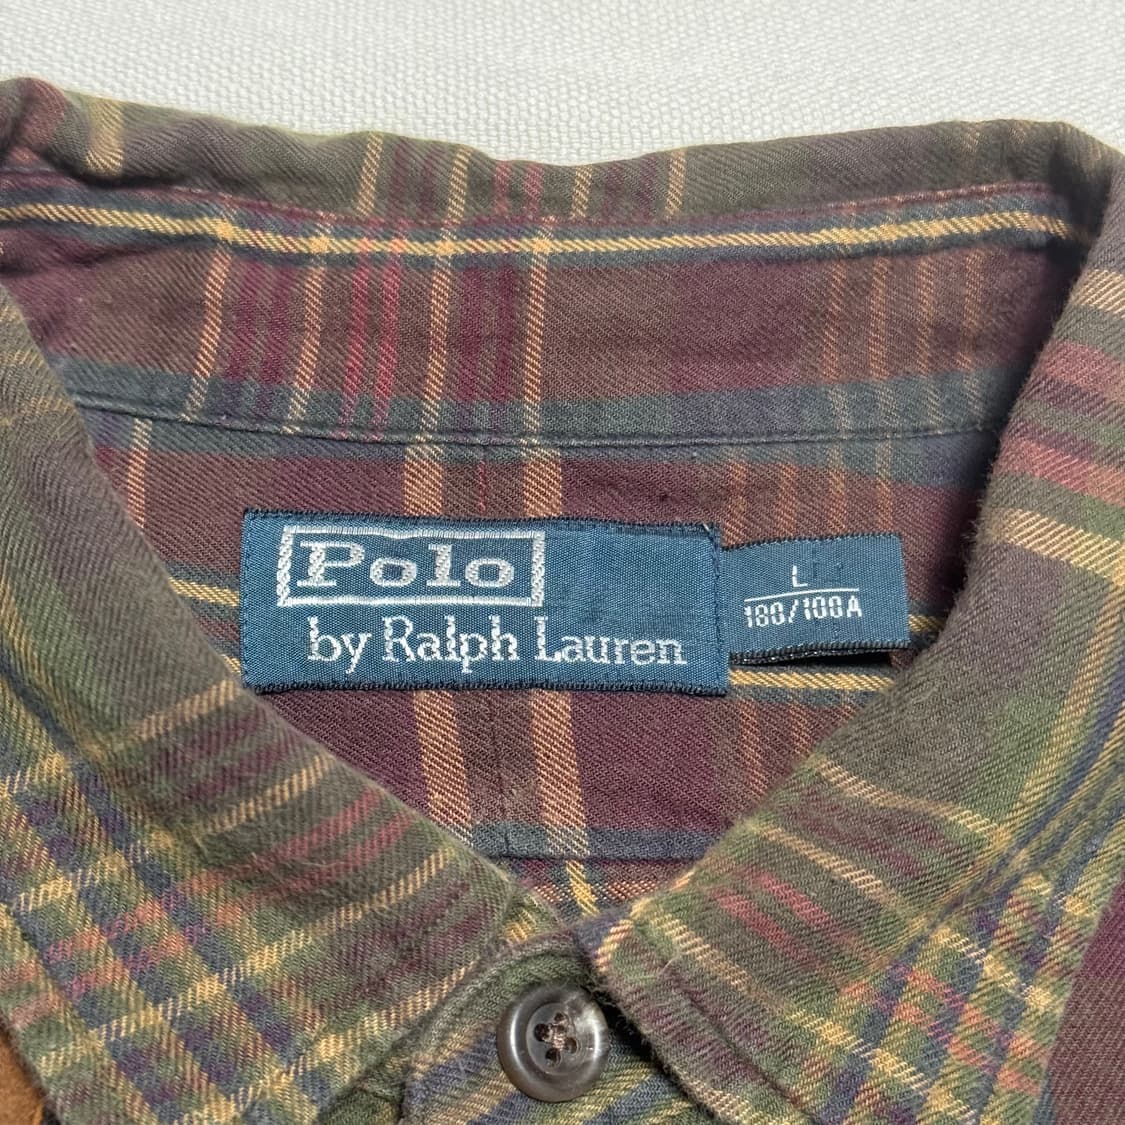 Polo
by Ralph Lauren
L
180/100A